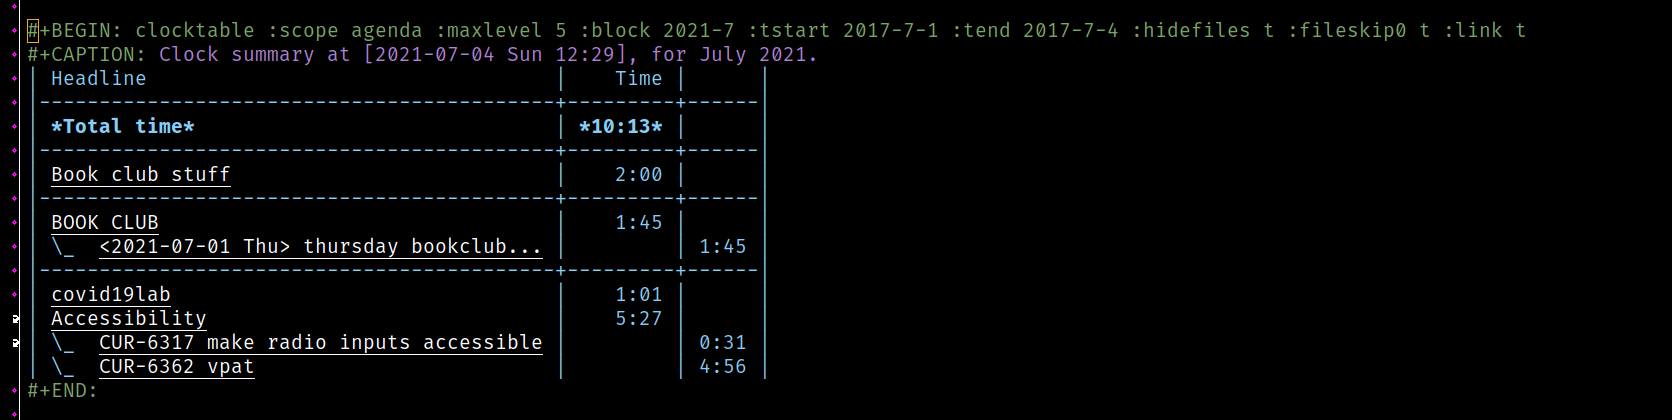 #+BEGIN: clocktable :scope agenda :maxlevel 5 :block 2021-7 :tstart 2017-7-1 :tend 2017-7-4 :hidefiles t :fileskip0 t :link t
#+CAPTION: Clock summary at [2021-07-04 Sun 12:29], for July 2021.
| Headline                                  |    Time |      |
|-------------------------------------------+---------+------|
| *Total time*                              | *10:13* |      |
|-------------------------------------------+---------+------|
| Book club stuff                           |    2:00 |      |
|-------------------------------------------+---------+------|
| BOOK CLUB                                 |    1:45 |      |
| \_  <2021-07-01 Thu> thursday bookclub... |         | 1:45 |
|-------------------------------------------+---------+------|
| covid19lab                                |    1:01 |      |
| Accessibility                             |    5:27 |      |
| \_  CUR-6317 make radio inputs accessible |         | 0:31 |
| \_  CUR-6362 vpat                         |         | 4:56 |
#+END: